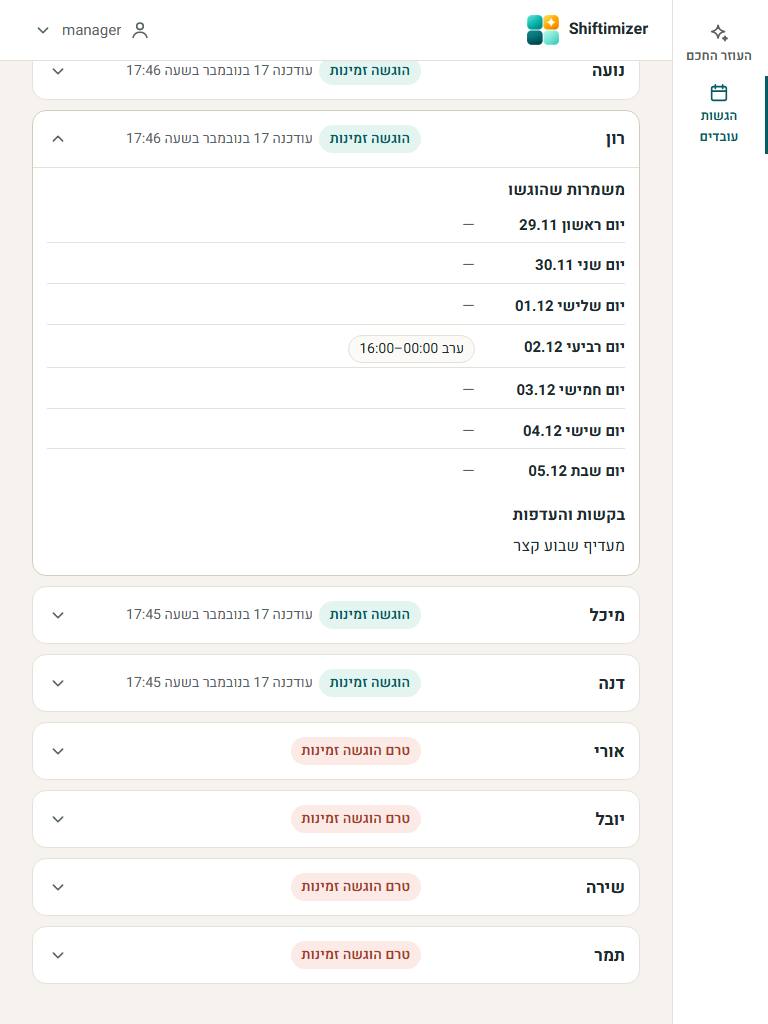 Shiftimizer
manager
העוזר החכם
הגשות
עובדים
נועה הוגשה זמינות עודכנה 17 בנובמבר בשעה 17:46
רון הוגשה זמינות עודכנה 17 בנובמבר בשעה 17:46
משמרות שהוגשו
יום ראשון 29.11 —
יום שני 30.11 —
יום שלישי 01.12 —
יום רביעי 02.12 ערב 16:00–00:00
יום חמישי 03.12 —
יום שישי 04.12 —
יום שבת 05.12 —
בקשות והעדפות
מעדיף שבוע קצר
מיכל הוגשה זמינות עודכנה 17 בנובמבר בשעה 17:45
דנה הוגשה זמינות עודכנה 17 בנובמבר בשעה 17:45
אורי טרם הוגשה זמינות
יובל טרם הוגשה זמינות
שירה טרם הוגשה זמינות
תמר טרם הוגשה זמינות